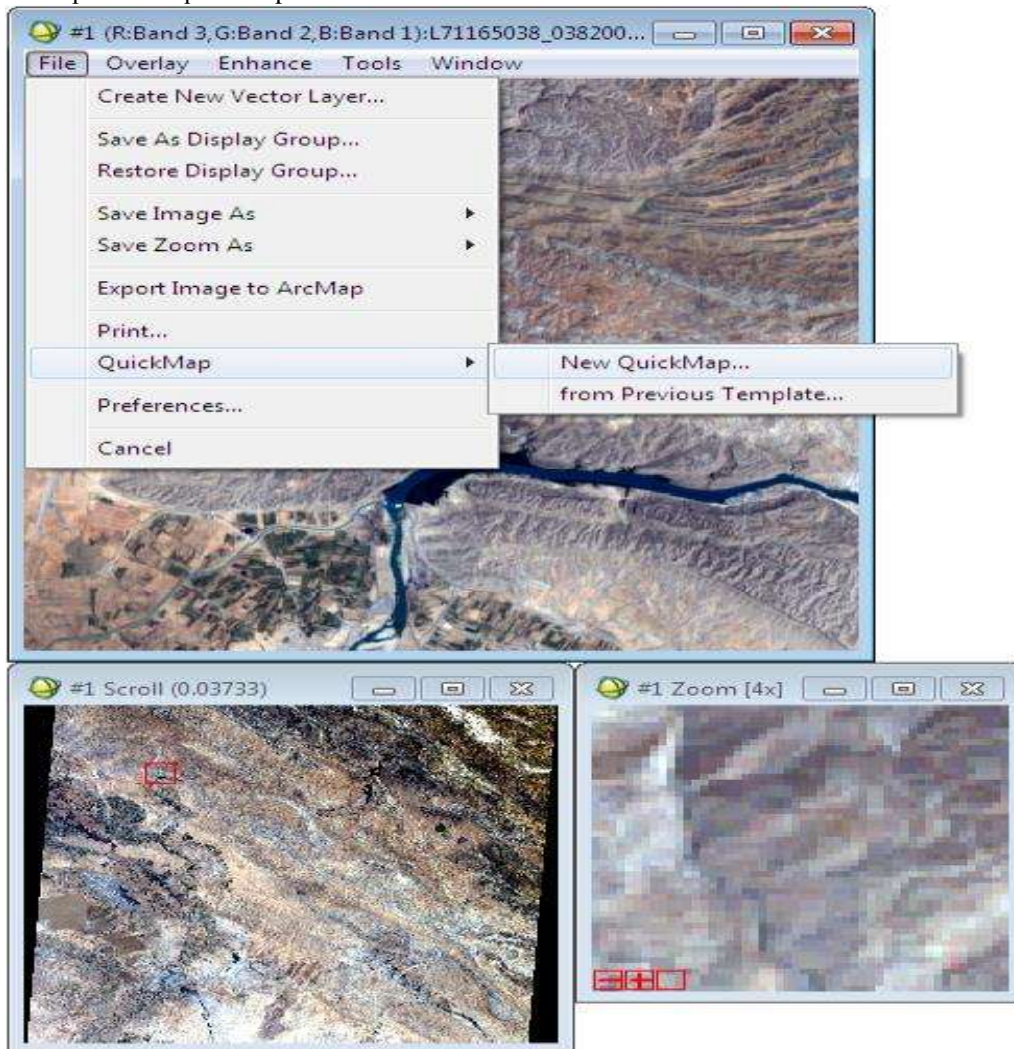 #1 (R:Band 3,G:Band 2,B:Band 1):L71165038_038200...
File Overlay Enhance Tools Window
Create New Vector Layer...
Save As Display Group...
Restore Display Group...
Save Image As
Save Zoom As
Export Image to ArcMap
Print...
QuickMap
New QuickMap...
from Previous Template...
Preferences...
Cancel
#1 Scroll (0.03733)
#1 Zoom [4x]